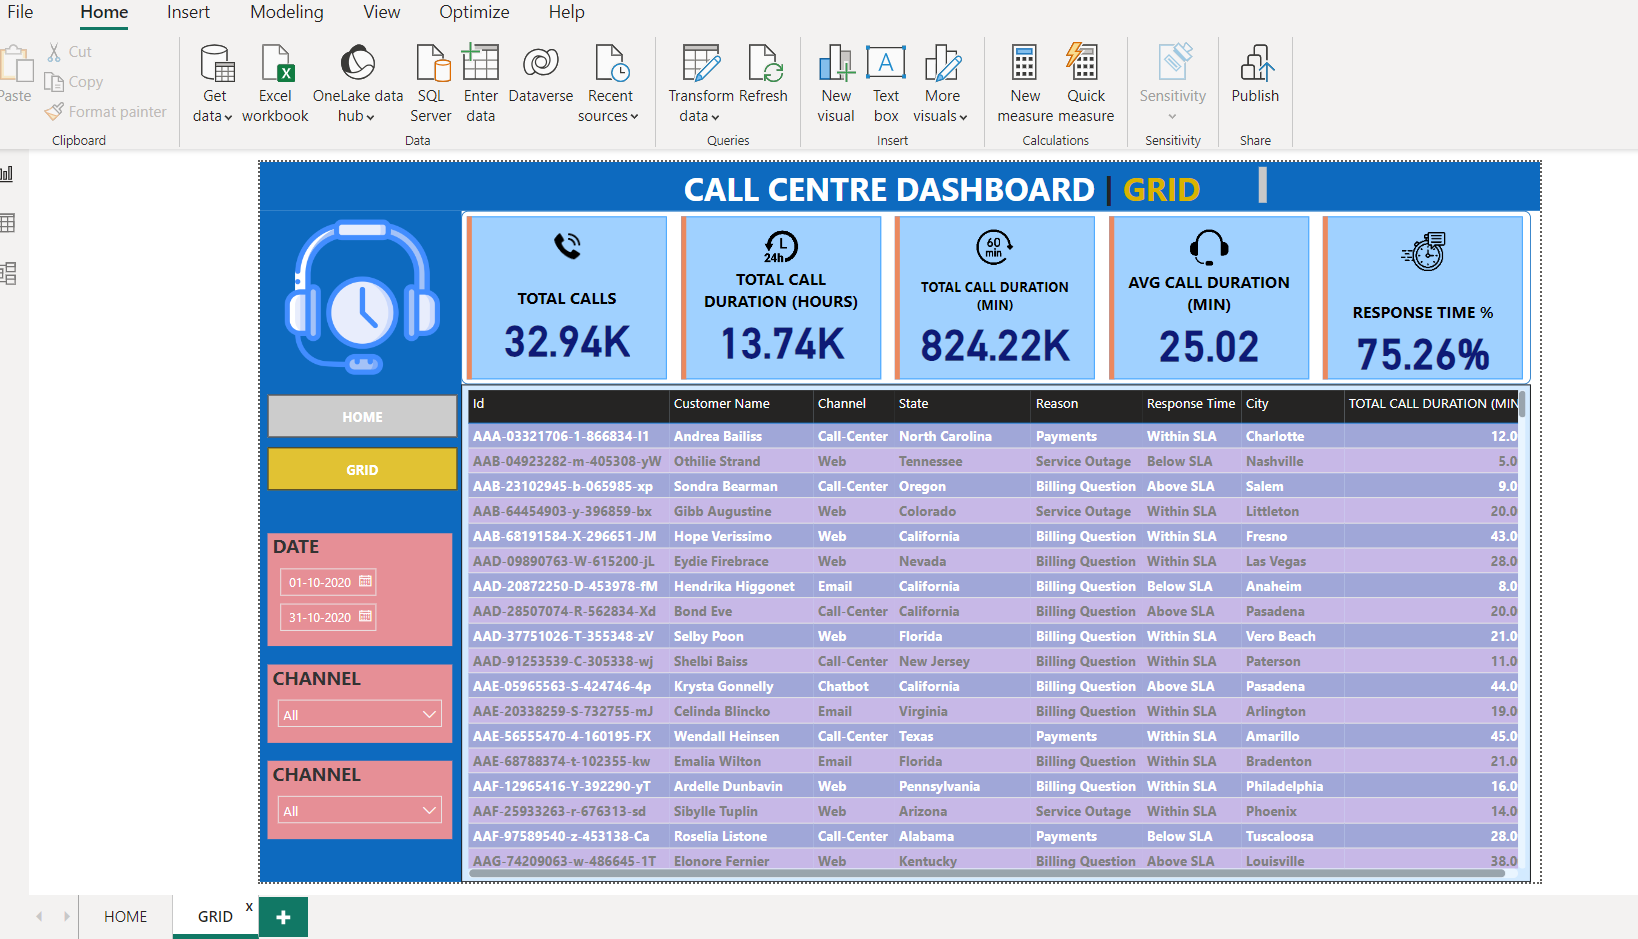 File Home Insert Modeling View Optimize Help
Paste
Cut
Copy
Format painter
Clipboard
Get data
Excel workbook
OneLake data hub
SQL Server
Enter data
Dataverse
Recent sources
Data
Transform data
Refresh
Queries
New visual
Text box
More visuals
Insert
New measure
Quick measure
Calculations
Sensitivity
Sensitivity
Publish
Share
CALL CENTRE DASHBOARD | GRID
TOTAL CALLS
32.94K
24h
TOTAL CALL
DURATION (HOURS)
13.74K
60
min
TOTAL CALL DURATION
(MIN)
824.22K
AVG CALL DURATION
(MIN)
25.02
RESPONSE TIME %
75.26%
HOME
GRID
DATE
01-10-2020
31-10-2020
CHANNEL
All
CHANNEL
All
Id Customer Name Channel State Reason Response Time City TOTAL CALL DURATION (MIN
AAA-03321706-1-866834-I1 Andrea Bailiss Call-Center North Carolina Payments Within SLA Charlotte 12.0
AAB-04923282-m-405308-yW Othilie Strand Web Tennessee Service Outage Below SLA Nashville 5.0
AAB-23102945-b-065985-xp Sondra Bearman Call-Center Oregon Billing Question Above SLA Salem 9.0
AAB-64454903-y-396859-bx Gibb Augustine Web Colorado Service Outage Within SLA Littleton 20.0
AAB-68191584-X-296651-JM Hope Verissimo Web California Billing Question Within SLA Fresno 43.0
AAD-09890763-W-615200-jL Eydie Firebrace Web Nevada Billing Question Within SLA Las Vegas 28.0
AAD-20872250-D-453978-fM Hendrika Higgonet Email California Billing Question Below SLA Anaheim 8.0
AAD-28507074-R-562834-Xd Bond Eve Call-Center California Billing Question Above SLA Pasadena 20.0
AAD-37751026-T-355348-zV Selby Poon Web Florida Billing Question Within SLA Vero Beach 21.0
AAD-91253539-C-305338-wj Shelbi Baiss Call-Center New Jersey Billing Question Within SLA Paterson 11.0
AAE-05965563-S-424746-4p Krysta Gonnelly Chatbot California Billing Question Above SLA Pasadena 44.0
AAE-20338259-S-732755-mJ Celinda Blincko Email Virginia Billing Question Within SLA Arlington 19.0
AAE-56555470-4-160195-FX Wendall Heinsen Call-Center Texas Payments Within SLA Amarillo 45.0
AAE-68788374-t-102355-kw Emalia Wilton Email Florida Billing Question Within SLA Bradenton 21.0
AAF-12965416-Y-392290-yT Ardelle Dunbavin Web Pennsylvania Billing Question Within SLA Philadelphia 16.0
AAF-25933263-r-676313-sd Sibylle Tuplin Web Arizona Service Outage Within SLA Phoenix 14.0
AAF-97589540-z-453138-Ca Roselia Listone Call-Center Alabama Payments Below SLA Tuscaloosa 28.0
AAG-74209063-w-486645-1T Elonore Fernier Web Kentucky Billing Question Above SLA Louisville 38.0
HOME GRID x